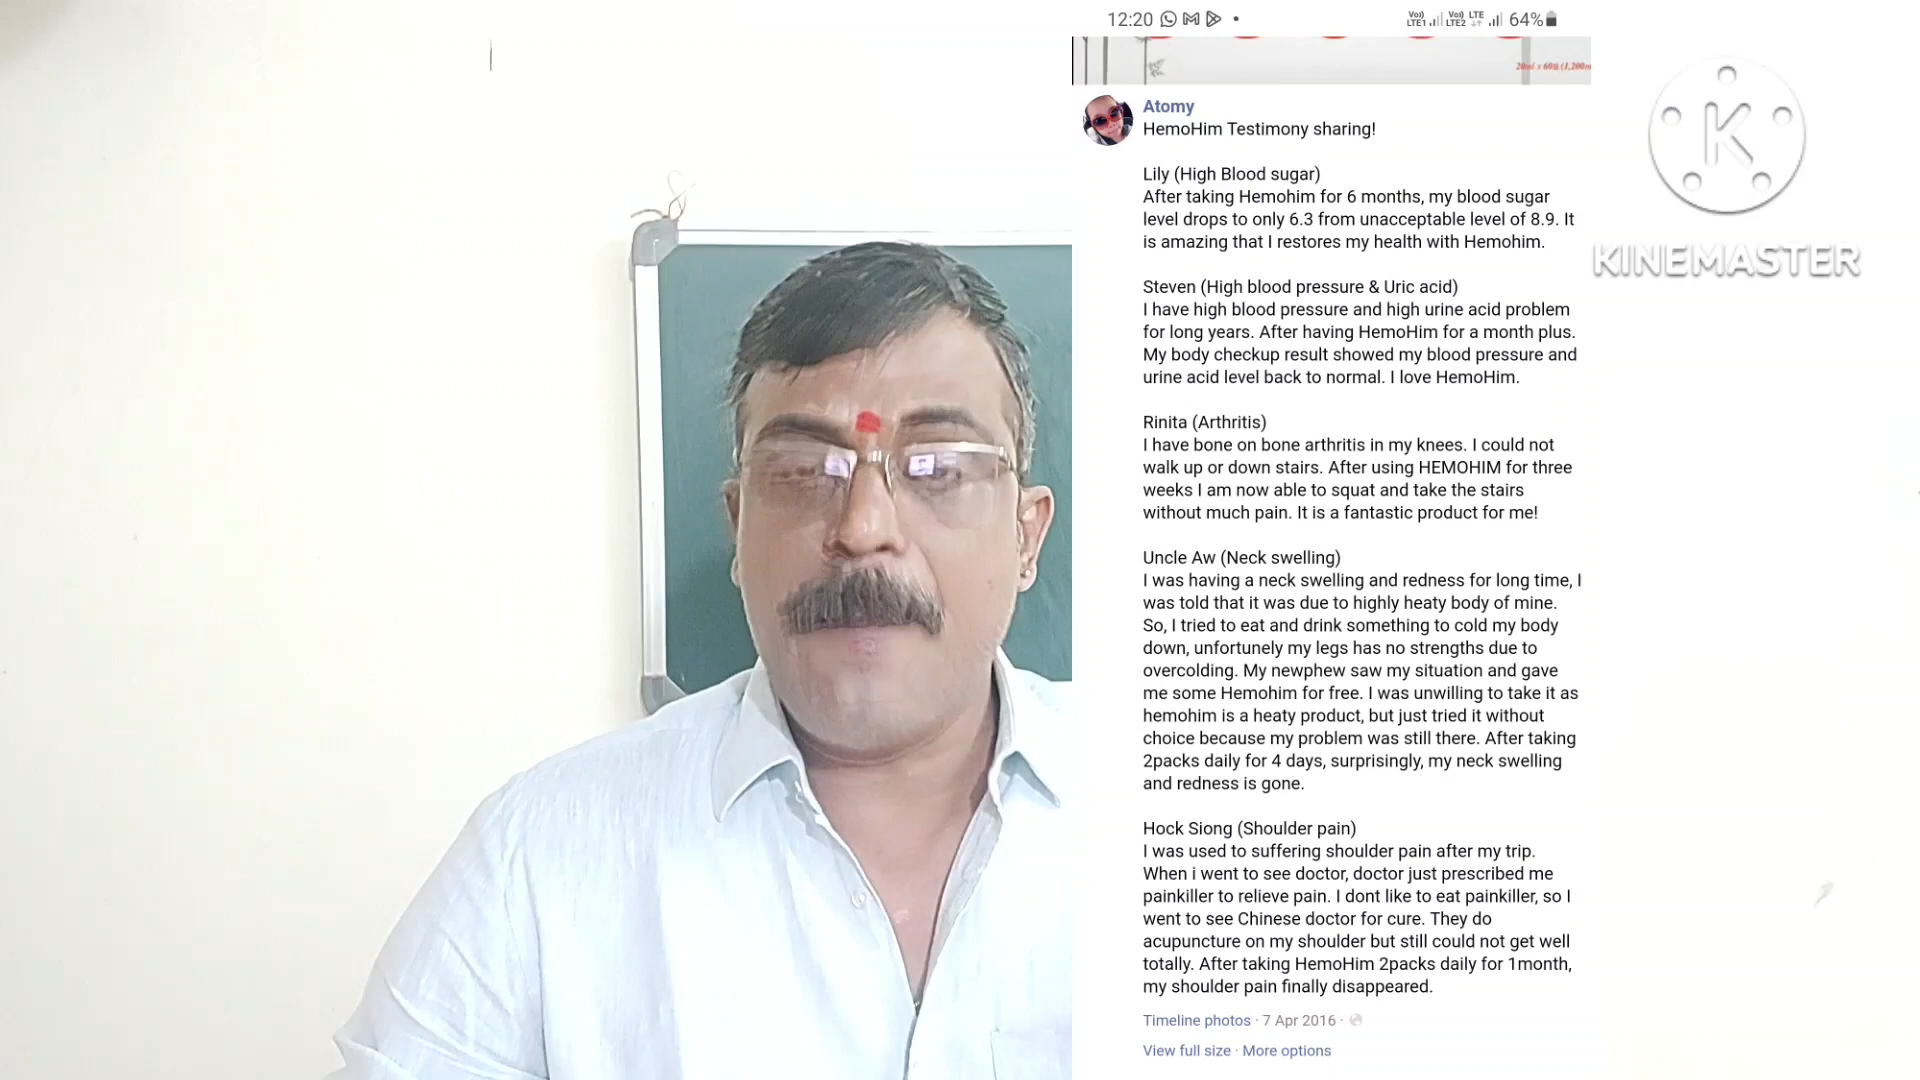 12:20
Vo)) LTE1
Vo)) LTE2
LTE
64%
Atomy
HemoHim Testimony sharing!
Lily (High Blood sugar)
After taking Hemohim for 6 months, my blood sugar
level drops to only 6.3 from unacceptable level of 8.9. It
is amazing that I restores my health with Hemohim.
Steven (High blood pressure & Uric acid)
I have high blood pressure and high urine acid problem
for long years. After having HemoHim for a month plus.
My body checkup result showed my blood pressure and
urine acid level back to normal. I love HemoHim.
Rinita (Arthritis)
I have bone on bone arthritis in my knees. I could not
walk up or down stairs. After using HEMOHIM for three
weeks I am now able to squat and take the stairs
without much pain. It is a fantastic product for me!
Uncle Aw (Neck swelling)
I was having a neck swelling and redness for long time, I
was told that it was due to highly heaty body of mine.
So, I tried to eat and drink something to cold my body
down, unfortunely my legs has no strengths due to
overcolding. My newphew saw my situation and gave
me some Hemohim for free. I was unwilling to take it as
hemohim is a heaty product, but just tried it without
choice because my problem was still there. After taking
2packs daily for 4 days, surprisingly, my neck swelling
and redness is gone.
Hock Siong (Shoulder pain)
I was used to suffering shoulder pain after my trip.
When i went to see doctor, doctor just prescribed me
painkiller to relieve pain. I dont like to eat painkiller, so I
went to see Chinese doctor for cure. They do
acupuncture on my shoulder but still could not get well
totally. After taking HemoHim 2packs daily for 1month,
my shoulder pain finally disappeared.
Timeline photos · 7 Apr 2016 ·
View full size · More options
K
KINEMASTER